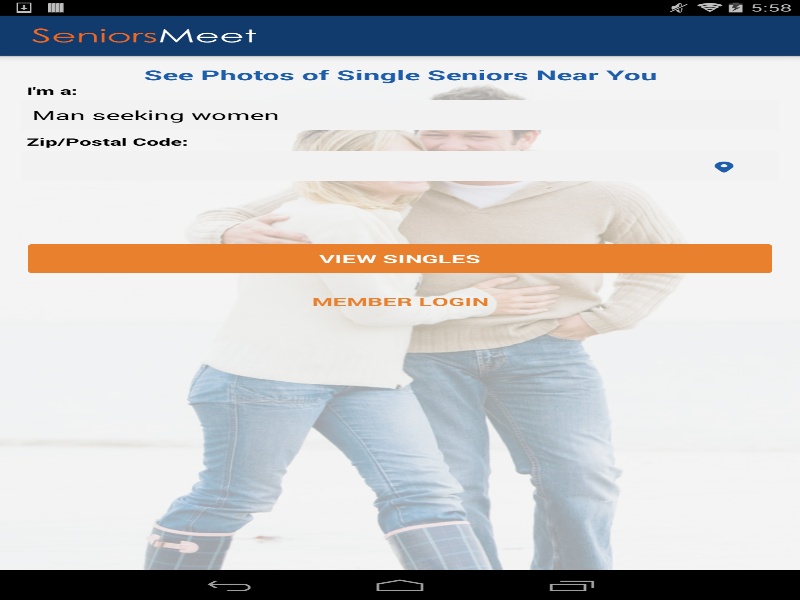 5:58
SeniorsMeet
See Photos of Single Seniors Near You
I'm a:
Man seeking women
Zip/Postal Code:
VIEW SINGLES
MEMBER LOGIN